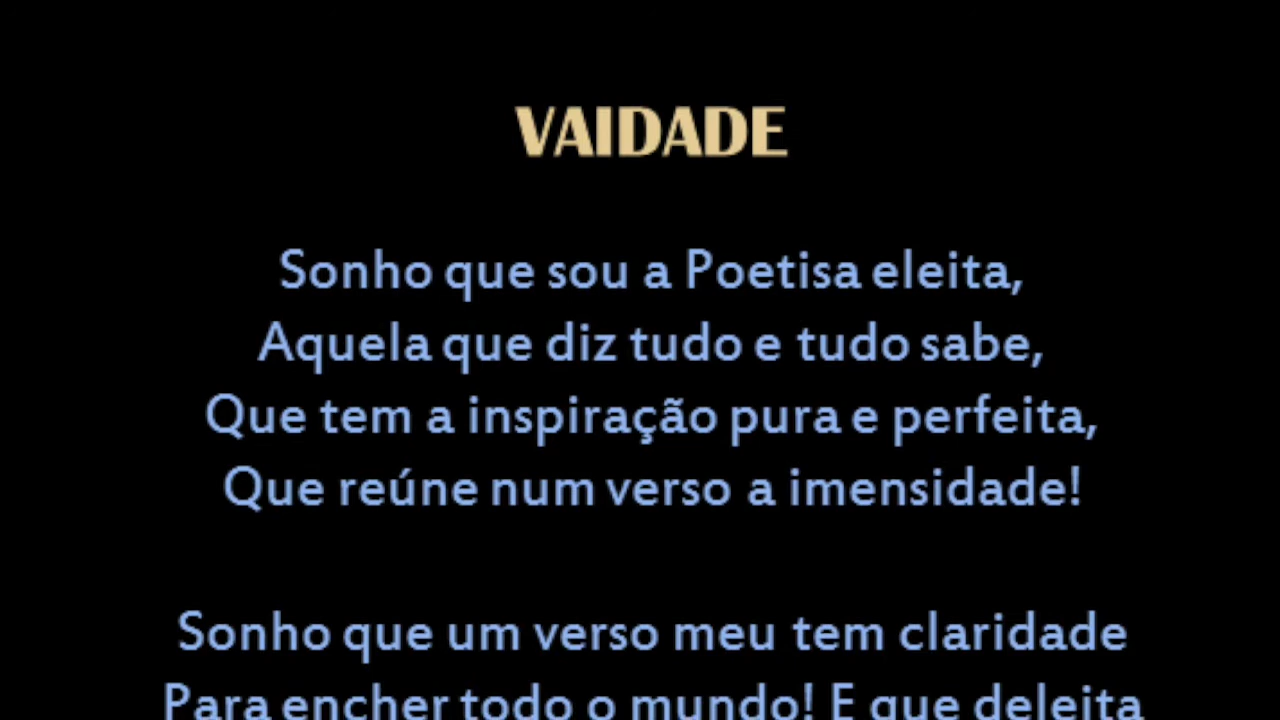 VAIDADE
Sonho que sou a Poetisa eleita,
Aquela que diz tudo e tudo sabe,
Que tem a inspiração pura e perfeita,
Que reúne num verso a imensidade!
Sonho que um verso meu tem claridade
Para encher todo o mundo! E que deleita